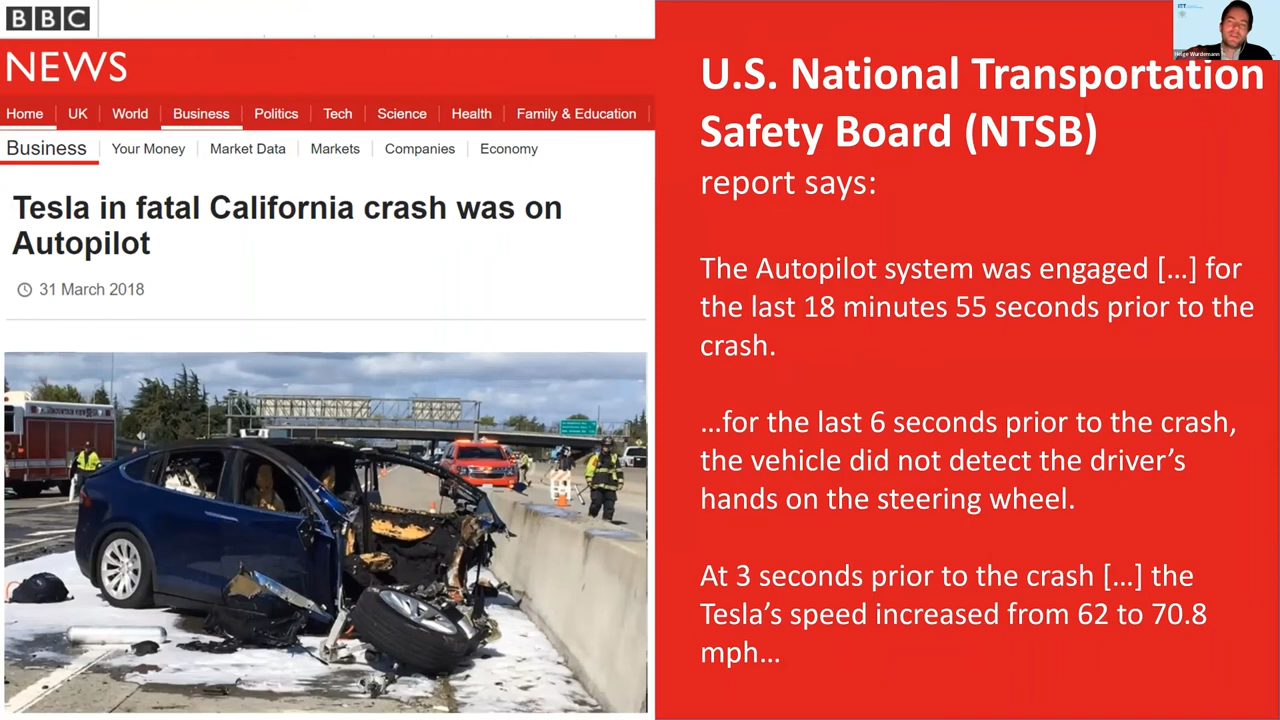 BBC
NEWS
Home
UK
World
Business
Politics
Tech
Science
Health
Family & Education
Business
Your Money
Market Data
Markets
Companies
Economy
Tesla in fatal California crash was on
Autopilot
31 March 2018
U.S. National Transportation
Safety Board (NTSB)
report says:
The Autopilot system was engaged […] for
the last 18 minutes 55 seconds prior to the
crash.
…for the last 6 seconds prior to the crash,
the vehicle did not detect the driver’s
hands on the steering wheel.
At 3 seconds prior to the crash […] the
Tesla’s speed increased from 62 to 70.8
mph…
Helge Wurdemann